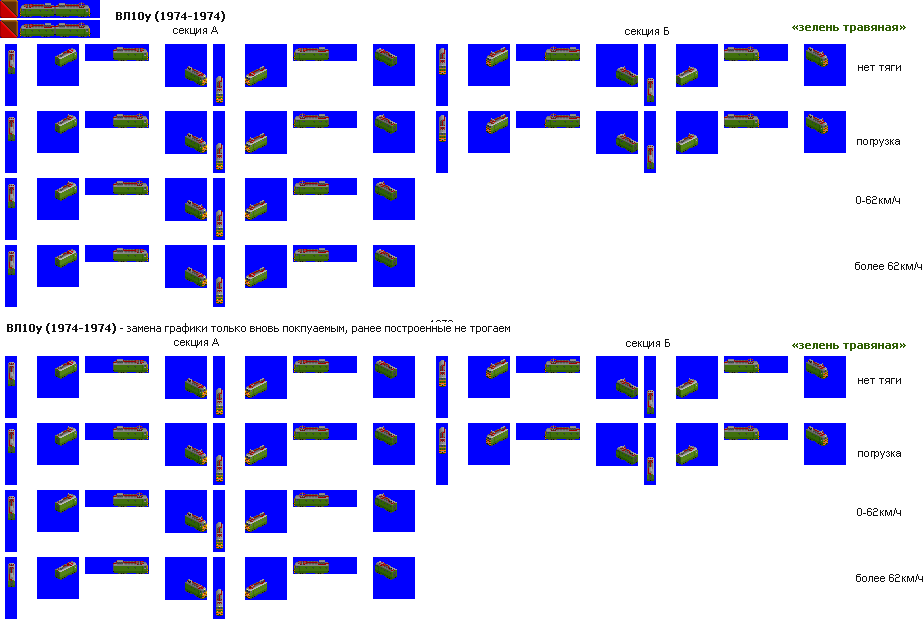 ВЛ10у (1974-1974)
секция А
секция Б
«зелень травяная»
нет тяги
погрузка
0-62км/ч
более 62км/ч
ВЛ10у (1974-1974) - замена графики только вновь покпуаемым, ранее построенные не трогаем
секция А
секция Б
«зелень травяная»
нет тяги
погрузка
0-62км/ч
более 62км/ч